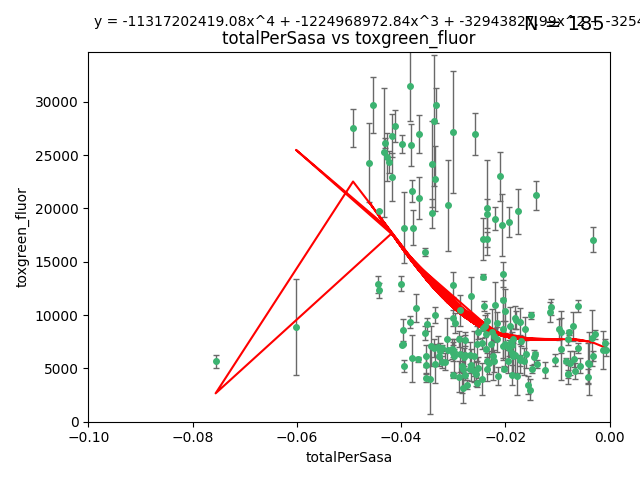 y = -11317202419.08x^4 + -1224968972.84x^3 +
N = 185
totalPerSasa vs toxgreen_fluor
30000
25000
20000
15000
10000
5000
0
toxgreen_fluor
−0.10 −0.08 −0.06 −0.04 −0.02 0.00
totalPerSasa